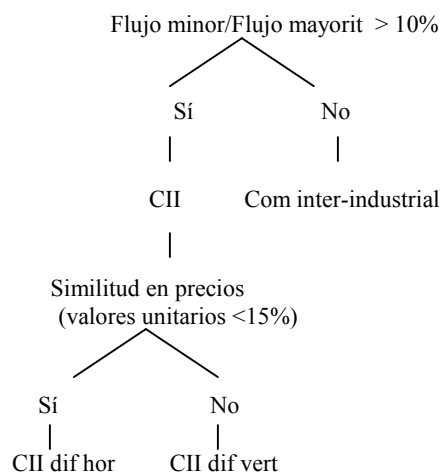 Flujo minor/Flujo mayorit > 10%
Sí No
CII Com inter-industrial
Similitud en precios
(valores unitarios <15%)
Sí No
CII dif hor CII dif vert